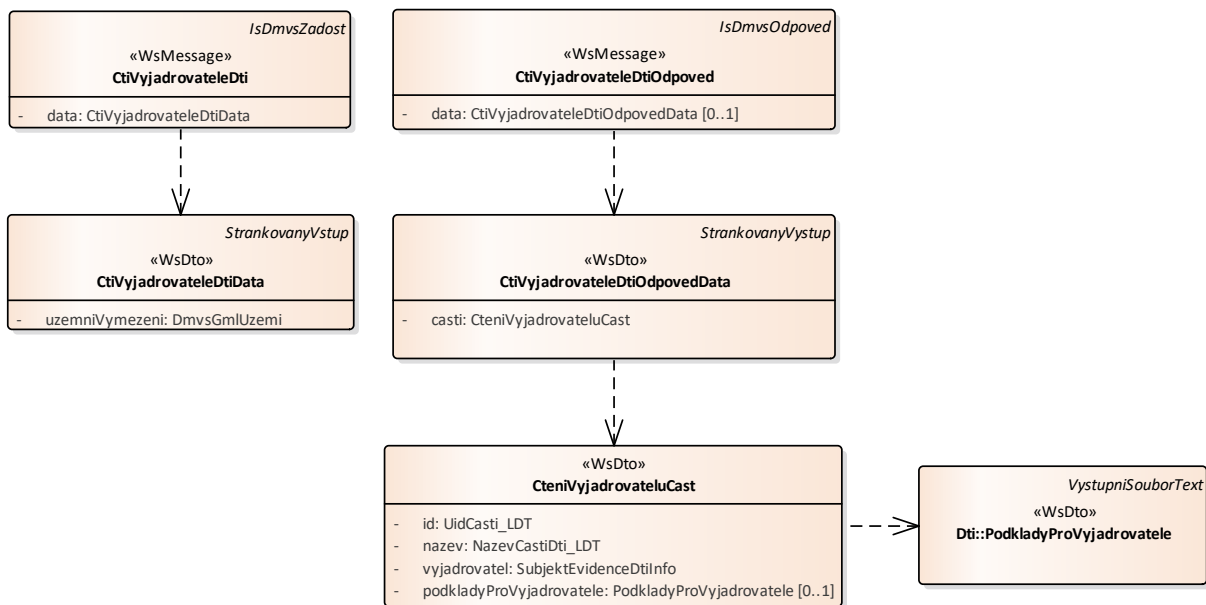 IsDmvsZadost
«WsMessage»
CtiVyjadrovateleDti
- data: CtiVyjadrovateleDtiData
IsDmvsOdpoved
«WsMessage»
CtiVyjadrovateleDtiOdpoved
- data: CtiVyjadrovateleDtiOdpovedData [0..1]
StrankovanyVstup
«WsDto»
CtiVyjadrovateleDtiData
- uzemniVymezeni: DmvsGmlUzemi
StrankovanyVystup
«WsDto»
CtiVyjadrovateleDtiOdpovedData
- casti: CteniVyjadrovateluCast
«WsDto»
CteniVyjadrovateluCast
- id: UidCasti_LDT
- nazev: NazevCastiDti_LDT
- vyjadrovatel: SubjektEvidenceDtiInfo
- podkladyProVyjadrovatele: PodkladyProVyjadrovatele [0..1]
VystupniSouborText
«WsDto»
Dti::PodkladyProVyjadrovatele